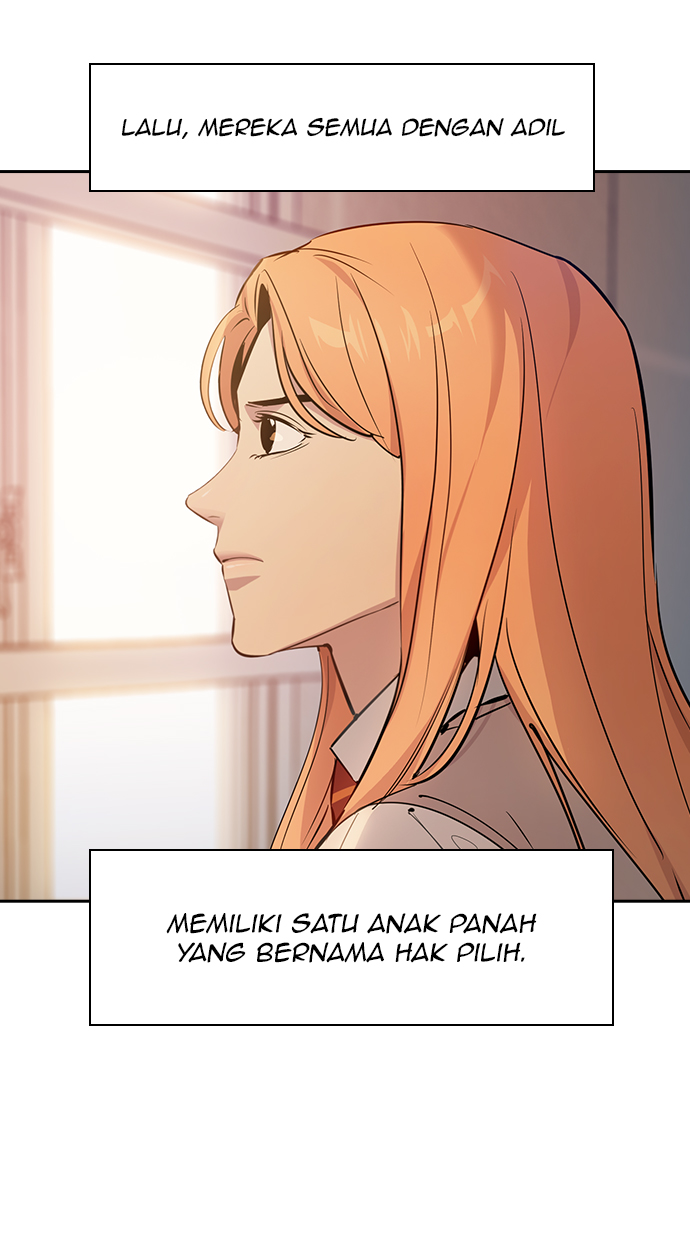 LALU, MEREKA SEMUA DENGAN ADIL
MEMILIKI SATU ANAK PANAH
YANG BERNAMA HAK PILIH.